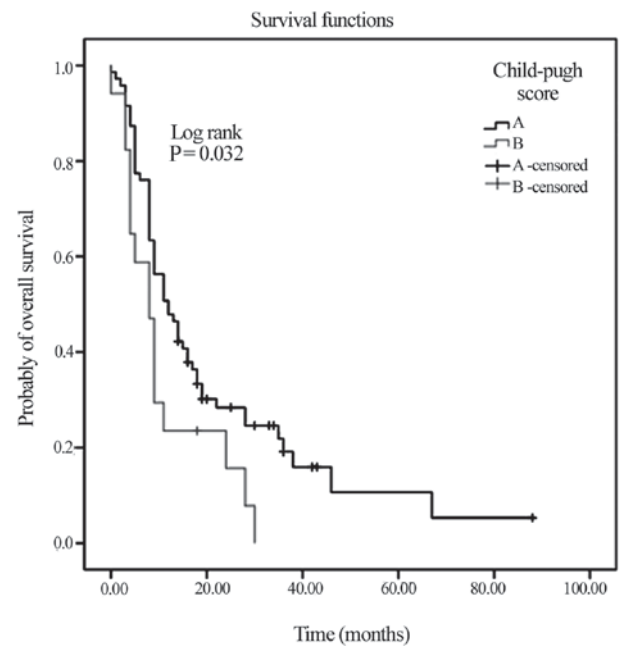 Survival functions
Child-pugh
score
A
B
A -censored
B -censored
Log rank
P = 0.032
Probably of overall survival
1.0
0.8
0.6
0.4
0.2
0.0
0.00 20.00 40.00 60.00 80.00 100.00
Time (months)